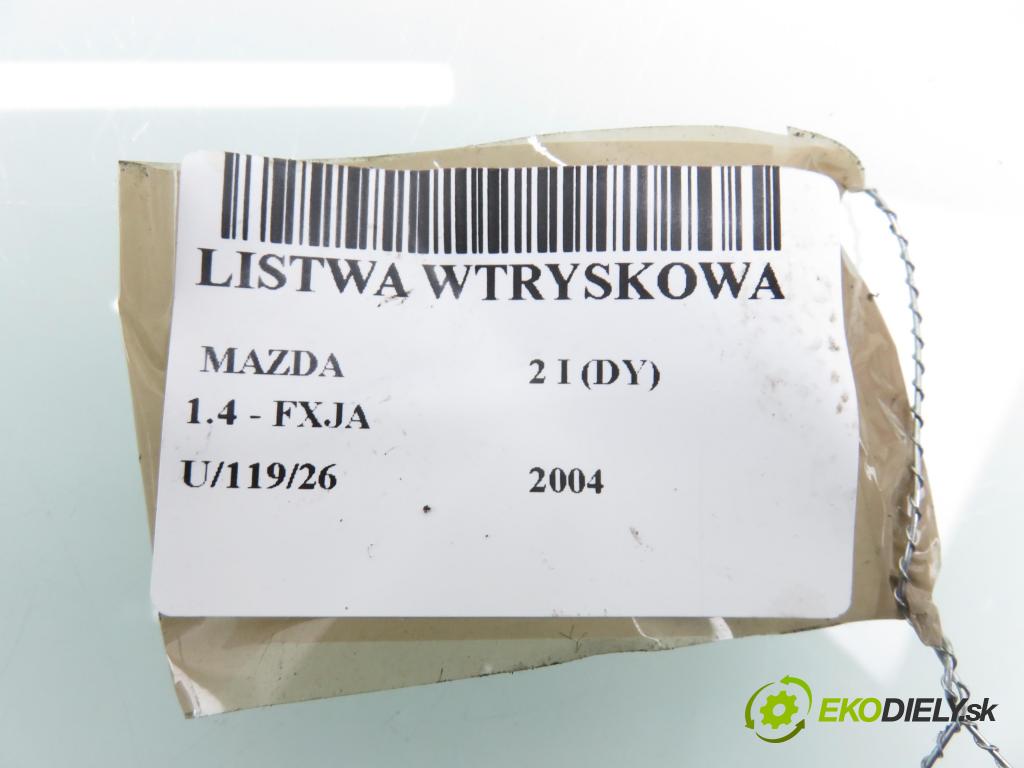 LISTWA WTRYSKOWA
MAZDA 2 I (DY)
1.4 - FXJA
U/119/26 2004
EKODIELY.sk